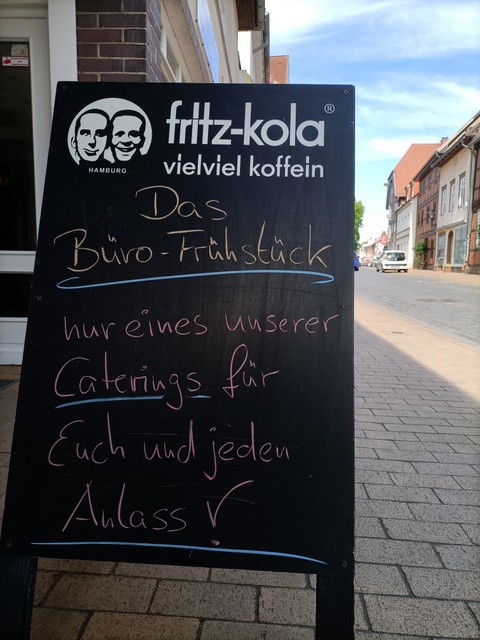 fritz-kola®
HAMBURG
vielviel koffein
Das
Büro-Frühstück
nur eines unserer
Caterings für
Euch und jeden
Anlass